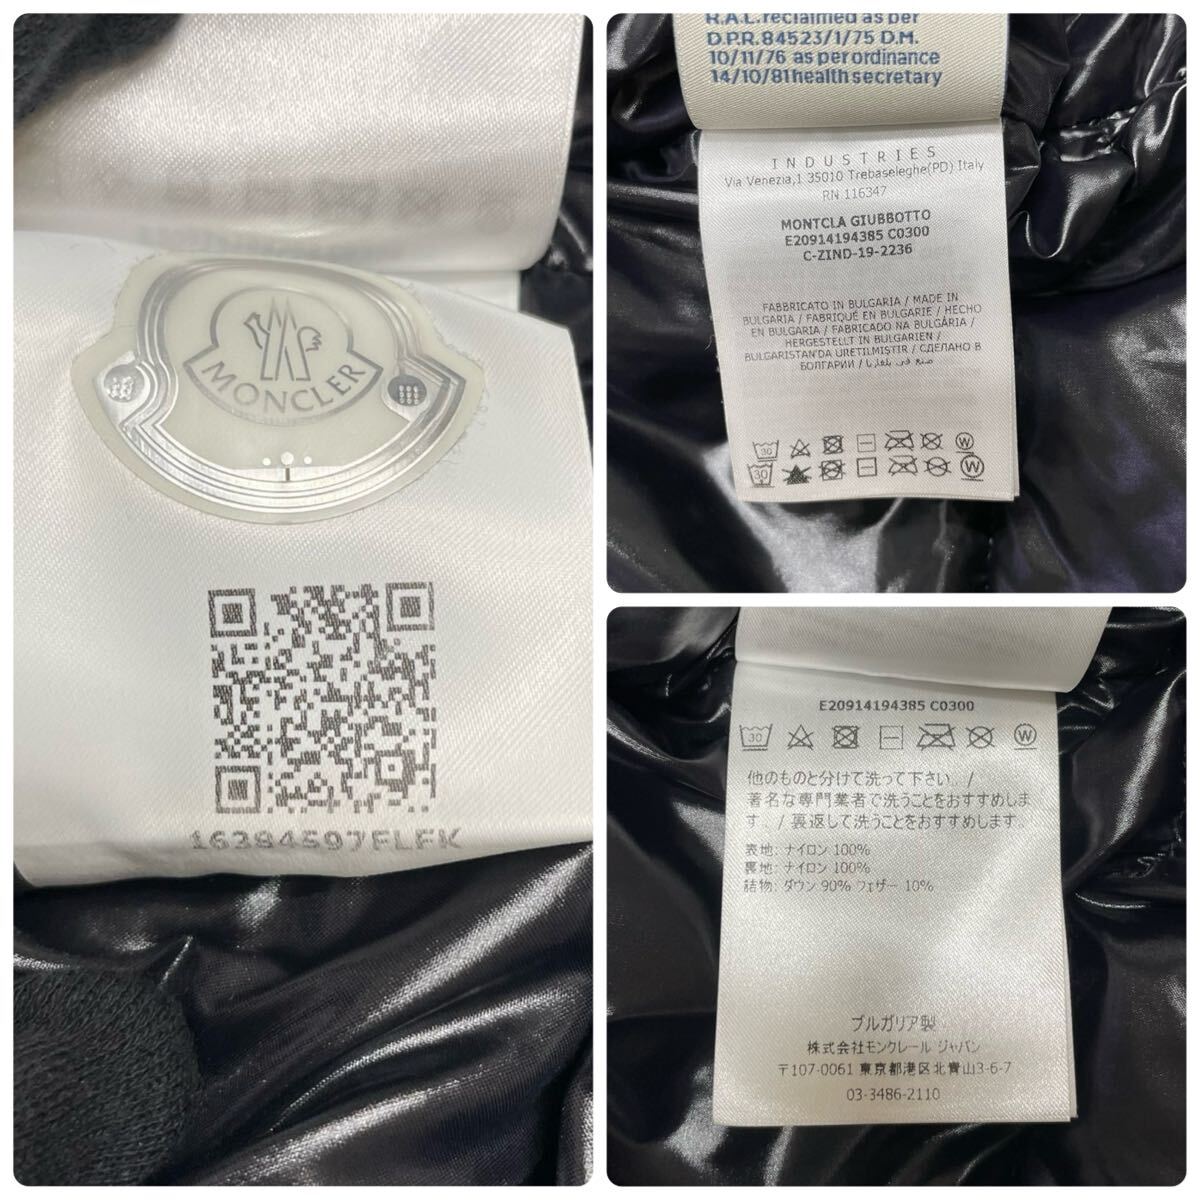 MONCLER
16384597FLFK
R.A.L. reclaimed as per
D.P.R. 84523/1/75 D.M.
10/11/76 as per ordinance
14/10/81 health secretary
INDUSTRIES
Via Venezia,1 35010 Trebaseleghe(PD) Italy
RN 116347
MONTCLA GIUBBOTTO
E20914194385 C0300
C-ZIND-19-2236
FABBRICATO IN BULGARIA / MADE IN
BULGARIA / FABRIQUÉ EN BULGARIE / HECHO
EN BULGARIA / FABRICADO NA BULGÁRIA /
HERGESTELLT IN BULGARIEN /
BULGARISTAN'DA URETILMISTIR / СДЕЛАНО В
БОЛГАРИИ / صنع في بلغاريا
30 W
30 W
E20914194385 C0300
30 W
他のものと分けて洗って下さい. /
著名な専門業者で洗うことをおすすめしま
す. / 裏返して洗うことをおすすめします.
表地: ナイロン 100%
裏地: ナイロン 100%
詰物: ダウン 90% フェザー 10%
ブルガリア製
株式会社モンクレール ジャパン
〒107-0061 東京都港区北青山3-6-7
03-3486-2110